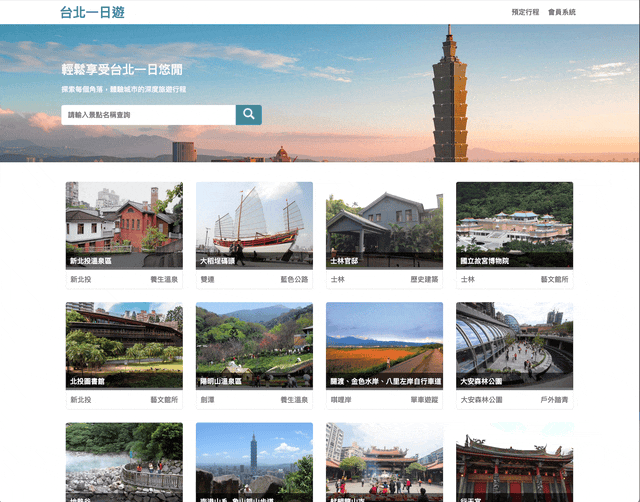 台北一日遊
預定行程 會員系統
輕鬆享受台北一日悠閒
探索每個角落，體驗城市的深度旅遊行程
請輸入景點名稱查詢
新北投溫泉區
新北投 養生溫泉
大稻埕碼頭
雙連 藍色公路
士林官邸
士林 歷史建築
國立故宮博物院
士林 藝文館所
北投圖書館
新北投 藝文館所
陽明山溫泉區
劍潭 養生溫泉
關渡、金色水岸、八里左岸自行車道
唭哩岸 單車遊蹤
大安森林公園
大安森林公園 戶外踏青
地熱谷
行天宮